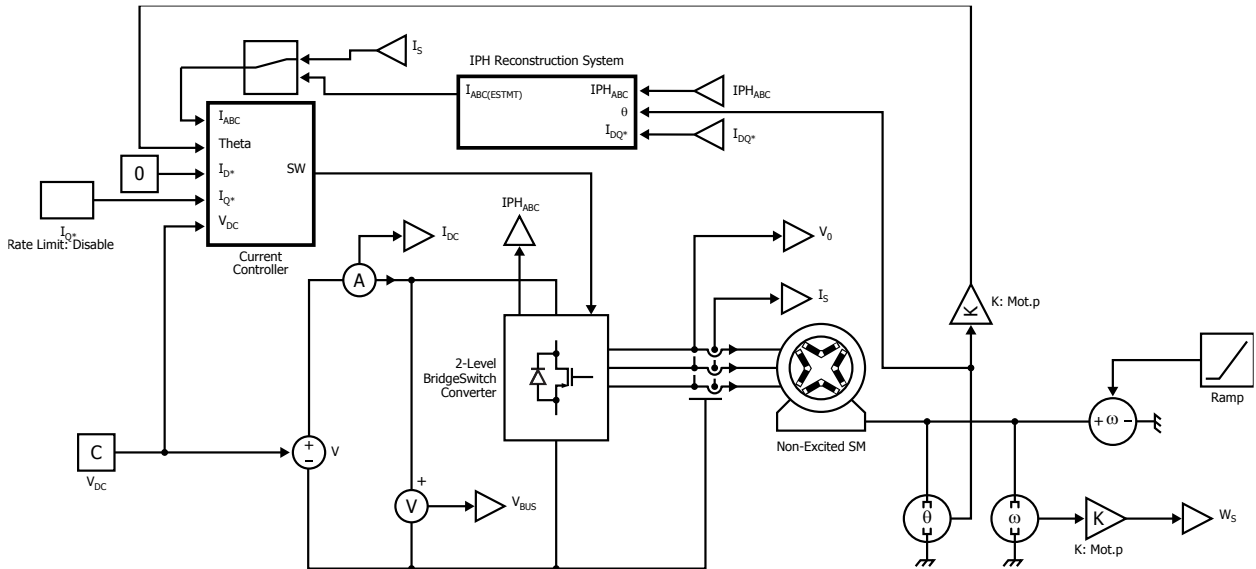 I_S
IPH Reconstruction System
I_ABC(ESTMT)
IPH_ABC
θ
I_DQ*
IPH_ABC
I_DQ*
I_ABC
Theta
I_D*
I_Q*
V_DC
SW
0
I_Q*
Rate Limit: Disable
Current
Controller
IPH_ABC
I_DC
A
V_0
I_S
K
K: Mot.p
2-Level
BridgeSwitch
Converter
Non-Excited SM
+ ω −
Ramp
C
V_DC
+
−
V
+
V
V_BUS
θ
ω
K
K: Mot.p
W_S